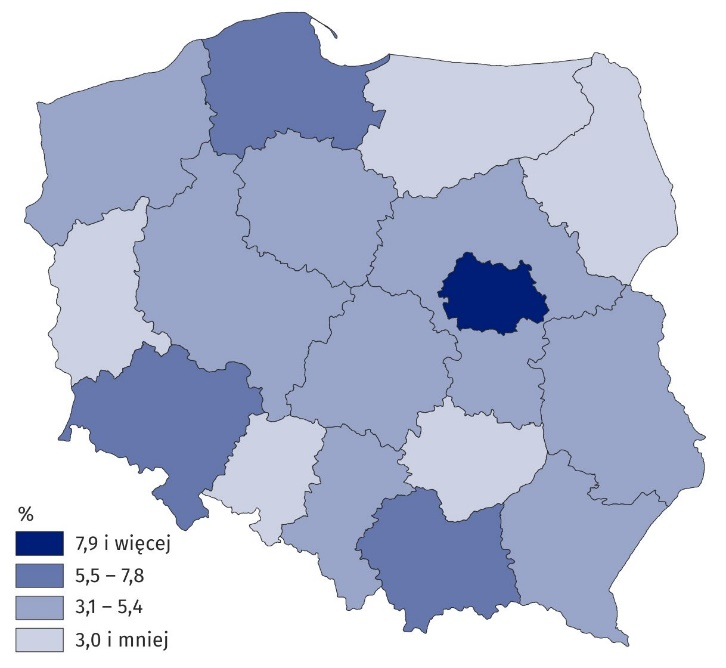 %
7,9 i więcej
5,5 – 7,8
3,1 – 5,4
3,0 i mniej